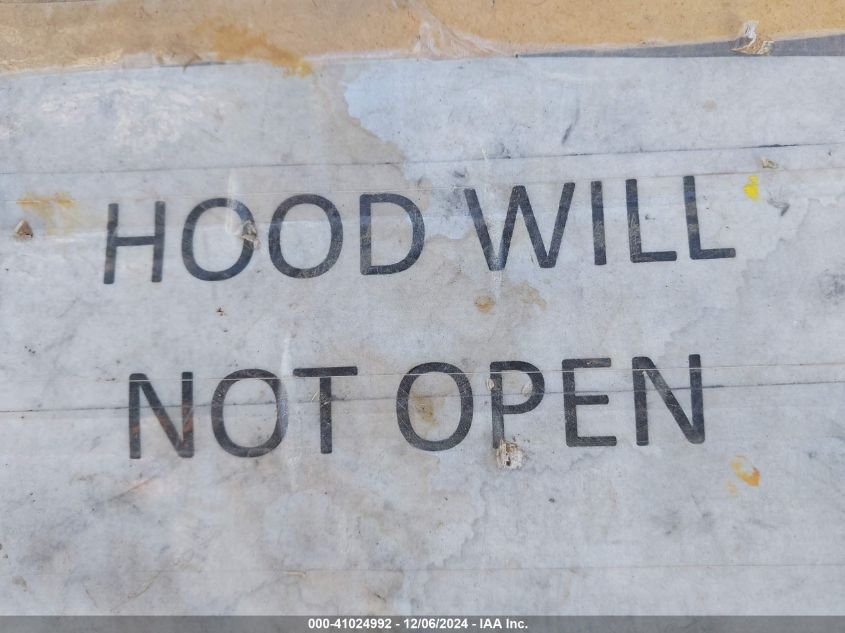 HOOD WILL
NOT OPEN
000-41024992 - 12/06/2024 - IAA Inc.